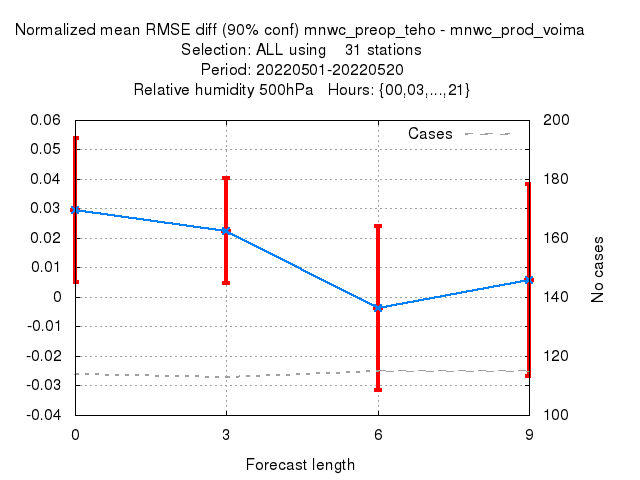 Normalized mean RMSE diff (90% conf) mnwc_preop_teho - mnwc_prod_voima
Selection: ALL using 31 stations
Period: 20220501-20220520
Relative humidity 500hPa Hours: {00,03,...,21}
0.06 200
Cases
0.05
0.04 180
0.03
0.02 160
0.01
0 140
-0.01
-0.02 120
-0.03
-0.04 100
No cases
0 3 6 9
Forecast length